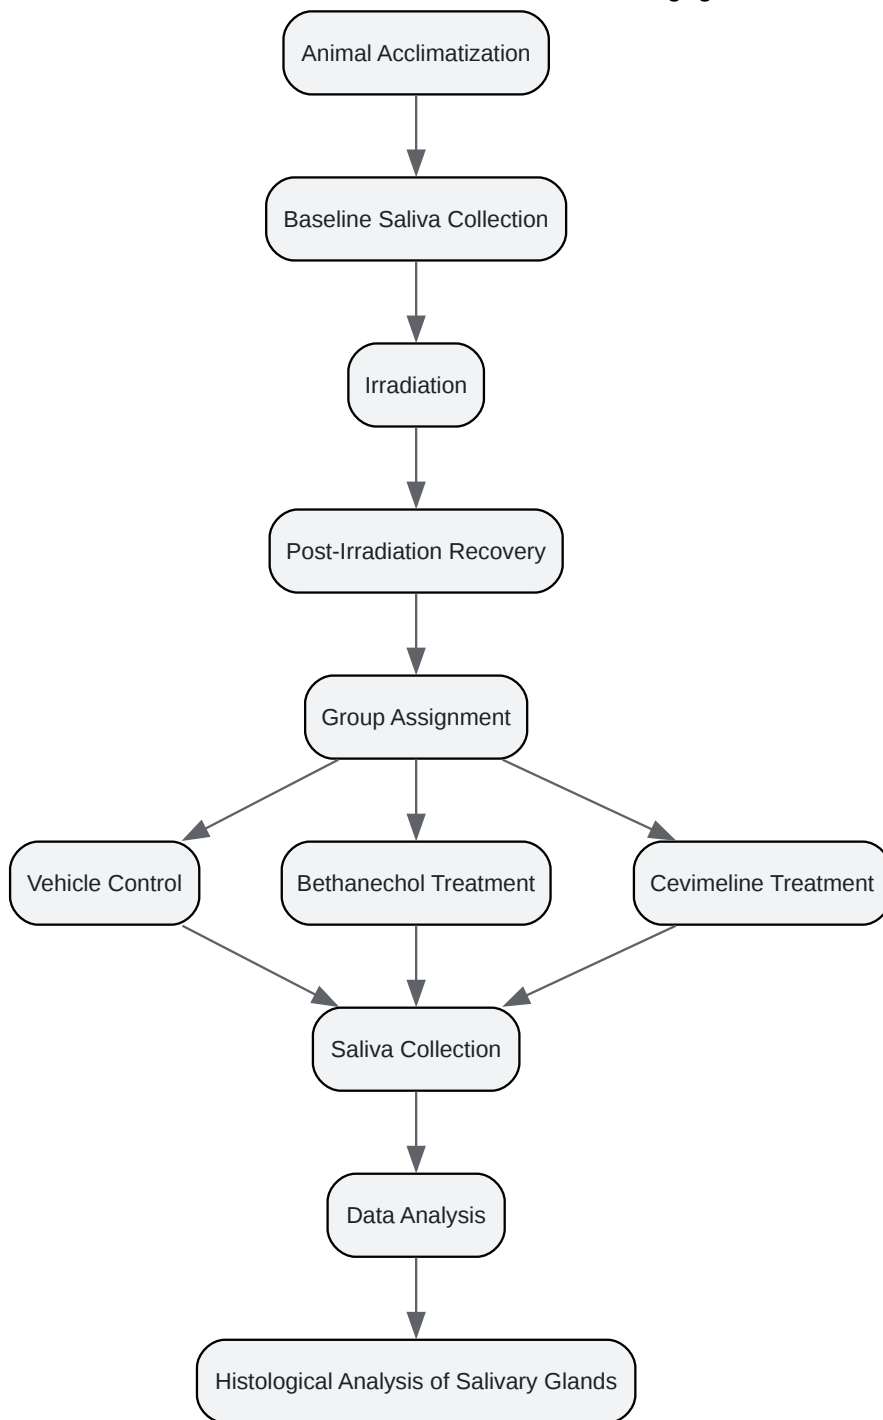 Animal Acclimatization
Baseline Saliva Collection
Irradiation
Post-Irradiation Recovery
Group Assignment
Vehicle Control
Bethanechol Treatment
Cevimeline Treatment
Saliva Collection
Data Analysis
Histological Analysis of Salivary Glands